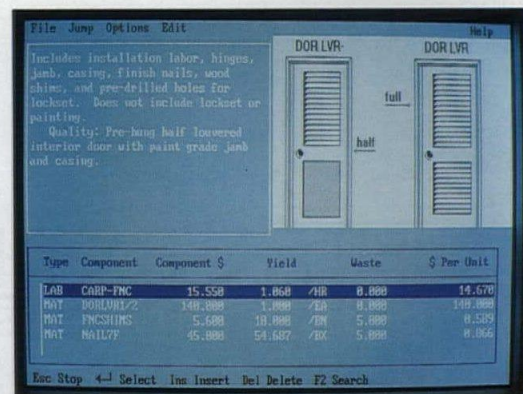 File Jump Options Edit Help
Includes installation labor, hinges,
jamb, casing, finish nails, wood
shims, and pre-drilled holes for
lockset. Does not include lockset or
painting.
Quality: Pre-hung half louvered
interior door with paint grade jamb
and casing.
DOR LVR- DOR LVR
full
half
Type Component Component $ Yield Waste $ Per Unit
LAB CARP-FNC 15.550 1.060 /HR 0.000 14.670
MAT DORLVR1/2 140.000 1.000 /EA 0.000 140.000
MAT FNCSHIMS 5.600 10.000 /BN 5.000 0.589
MAT NAIL7F 45.000 54.687 /BX 5.000 0.866
Esc Stop ↵ Select Ins Insert Del Delete F2 Search